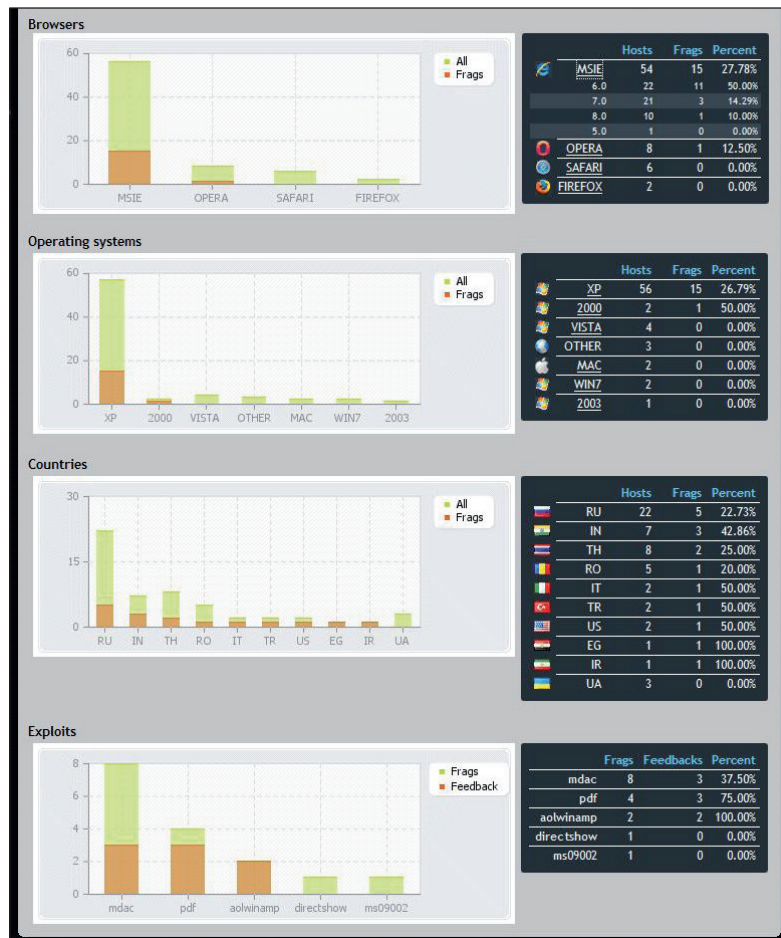 Browsers
60
40
20
0
MSIE OPERA SAFARI FIREFOX
All
Frags
Hosts Frags Percent
MSIE 54 15 27.78%
6.0 22 11 50.00%
7.0 21 3 14.29%
8.0 10 1 10.00%
5.0 1 0 0.00%
OPERA 8 1 12.50%
SAFARI 6 0 0.00%
FIREFOX 2 0 0.00%
Operating systems
60
40
20
0
XP 2000 VISTA OTHER MAC WIN7 2003
All
Frags
Hosts Frags Percent
XP 56 15 26.79%
2000 2 1 50.00%
VISTA 4 0 0.00%
OTHER 3 0 0.00%
MAC 2 0 0.00%
WIN7 2 0 0.00%
2003 1 0 0.00%
Countries
30
15
0
RU IN TH RO IT TR US EG IR UA
All
Frags
Hosts Frags Percent
RU 22 5 22.73%
IN 7 3 42.86%
TH 8 2 25.00%
RO 5 1 20.00%
IT 2 1 50.00%
TR 2 1 50.00%
US 2 1 50.00%
EG 1 1 100.00%
IR 1 1 100.00%
UA 3 0 0.00%
Exploits
8
6
4
2
0
mdac pdf aolwinamp directshow ms09002
Frags
Feedback
Frags Feedbacks Percent
mdac 8 3 37.50%
pdf 4 3 75.00%
aolwinamp 2 2 100.00%
directshow 1 0 0.00%
ms09002 1 0 0.00%